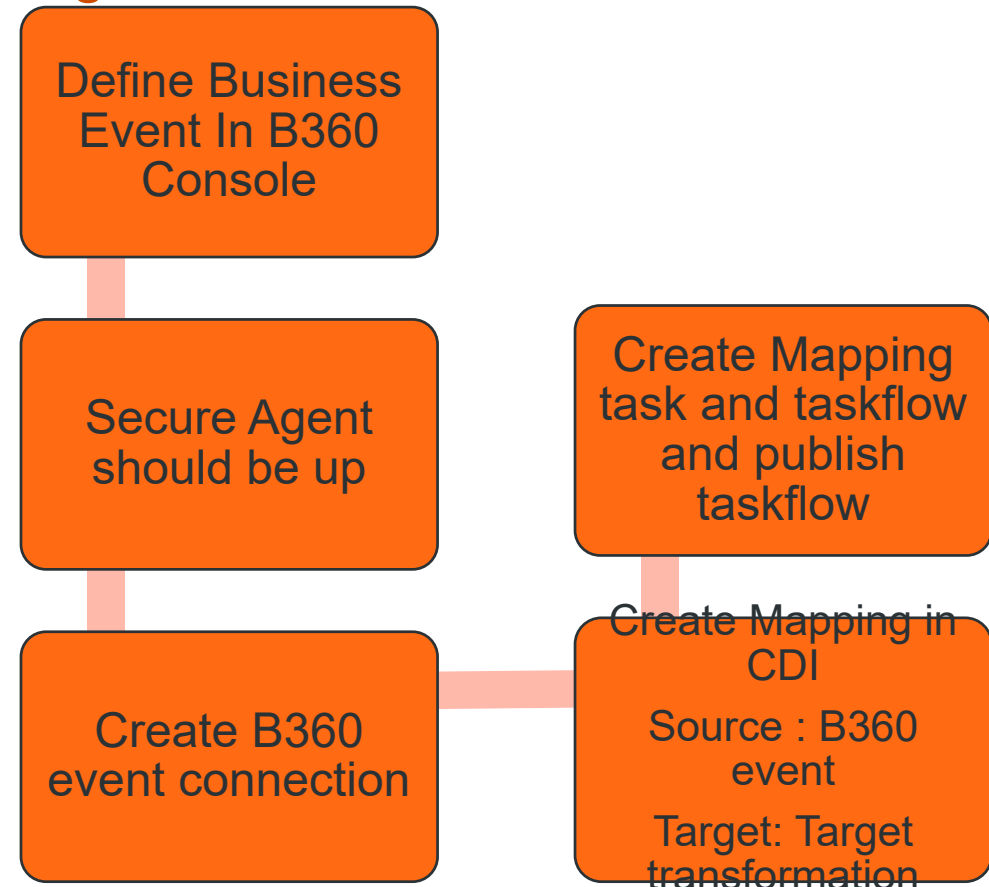 Define Business
Event In B360
Console
Secure Agent
should be up
Create B360
event connection
Create Mapping in
CDI
Source : B360
event
Target: Target
transformation
Create Mapping
task and taskflow
and publish
taskflow